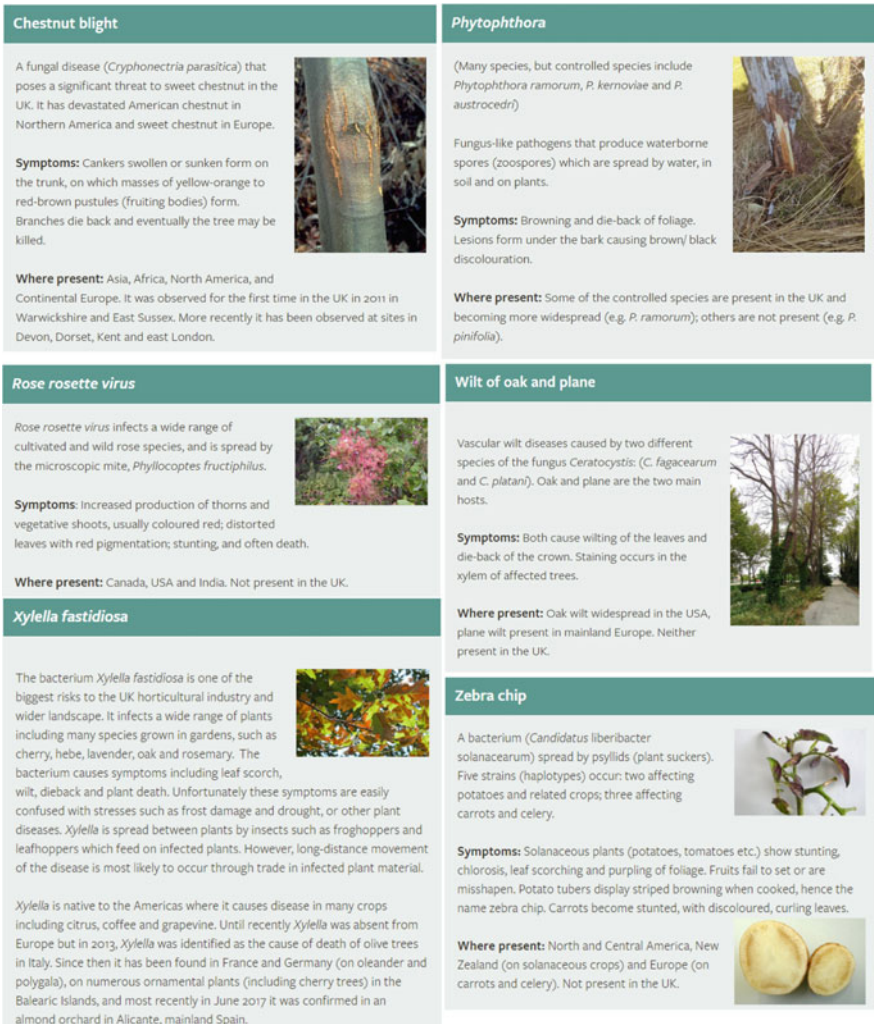 Chestnut blight
A fungal disease (Cryphonectria parasitica) that
poses a significant threat to sweet chestnut in the
UK. It has devastated American chestnut in
Northern America and sweet chestnut in Europe.
Symptoms: Cankers swollen or sunken form on
the trunk, on which masses of yellow-orange to
red-brown pustules (fruiting bodies) form.
Branches die back and eventually the tree may be
killed.
Where present: Asia, Africa, North America, and
Continental Europe. It was observed for the first time in the UK in 2011 in
Warwickshire and East Sussex. More recently it has been observed at sites in
Devon, Dorset, Kent and east London.
Phytophthora
(Many species, but controlled species include
Phytophthora ramorum, P. kernoviae and P.
austrocedri)
Fungus-like pathogens that produce waterborne
spores (zoospores) which are spread by water, in
soil and on plants.
Symptoms: Browning and die-back of foliage.
Lesions form under the bark causing brown/ black
discolouration.
Where present: Some of the controlled species are present in the UK and
becoming more widespread (e.g. P. ramorum); others are not present (e.g. P.
pinifolia).
Rose rosette virus
Rose rosette virus infects a wide range of
cultivated and wild rose species, and is spread by
the microscopic mite, Phyllocoptes fructiphilus.
Symptoms: Increased production of thorns and
vegetative shoots, usually coloured red; distorted
leaves with red pigmentation; stunting, and often death.
Where present: Canada, USA and India. Not present in the UK.
Wilt of oak and plane
Vascular wilt diseases caused by two different
species of the fungus Ceratocystis: (C. fagacearum
and C. platani). Oak and plane are the two main
hosts.
Symptoms: Both cause wilting of the leaves and
die-back of the crown. Staining occurs in the
xylem of affected trees.
Where present: Oak wilt widespread in the USA,
plane wilt present in mainland Europe. Neither
present in the UK.
Xylella fastidiosa
The bacterium Xylella fastidiosa is one of the
biggest risks to the UK horticultural industry and
wider landscape. It infects a wide range of plants
including many species grown in gardens, such as
cherry, hebe, lavender, oak and rosemary. The
bacterium causes symptoms including leaf scorch,
wilt, dieback and plant death. Unfortunately these symptoms are easily
confused with stresses such as frost damage and drought, or other plant
diseases. Xylella is spread between plants by insects such as froghoppers and
leafhoppers which feed on infected plants. However, long-distance movement
of the disease is most likely to occur through trade in infected plant material.
Xylella is native to the Americas where it causes disease in many crops
including citrus, coffee and grapevine. Until recently Xylella was absent from
Europe but in 2013, Xylella was identified as the cause of death of olive trees
in Italy. Since then it has been found in France and Germany (on oleander and
polygala), on numerous ornamental plants (including cherry trees) in the
Balearic Islands, and most recently in June 2017 it was confirmed in an
almond orchard in Alicante, mainland Spain.
Zebra chip
A bacterium (Candidatus liberibacter
solanacearum) spread by psyllids (plant suckers).
Five strains (haplotypes) occur: two affecting
potatoes and related crops; three affecting
carrots and celery.
Symptoms: Solanaceous plants (potatoes, tomatoes etc.) show stunting,
chlorosis, leaf scorching and purpling of foliage. Fruits fail to set or are
misshapen. Potato tubers display striped browning when cooked, hence the
name zebra chip. Carrots become stunted, with discoloured, curling leaves.
Where present: North and Central America, New
Zealand (on solanaceous crops) and Europe (on
carrots and celery). Not present in the UK.